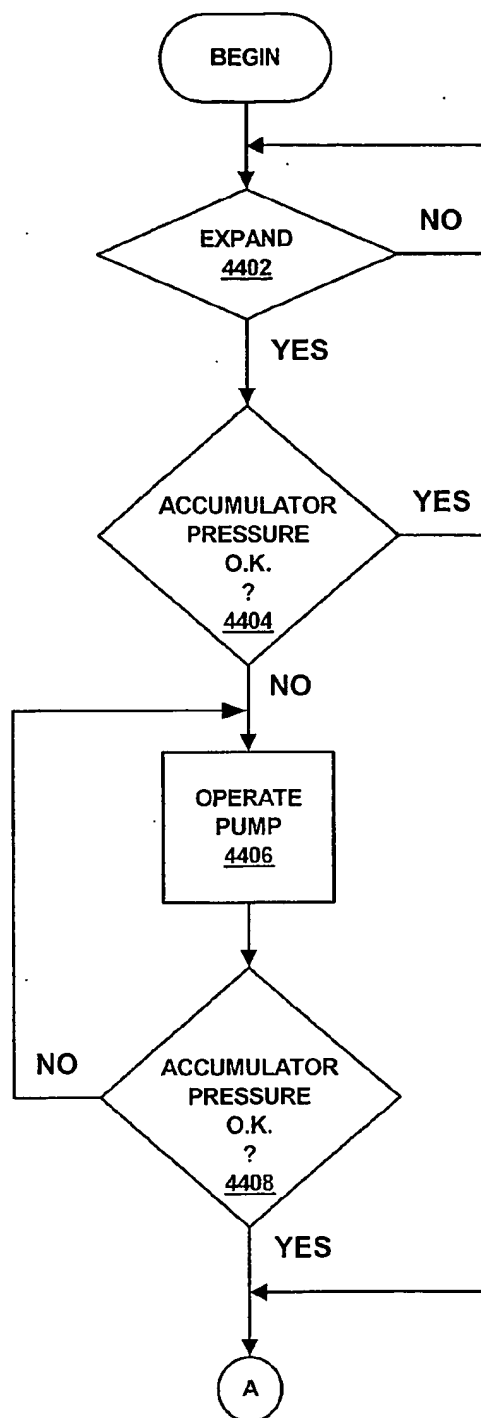 BEGIN
EXPAND
4402
NO
YES
ACCUMULATOR
PRESSURE
O.K.
?
4404
YES
NO
OPERATE
PUMP
4406
NO
ACCUMULATOR
PRESSURE
O.K.
?
4408
YES
A